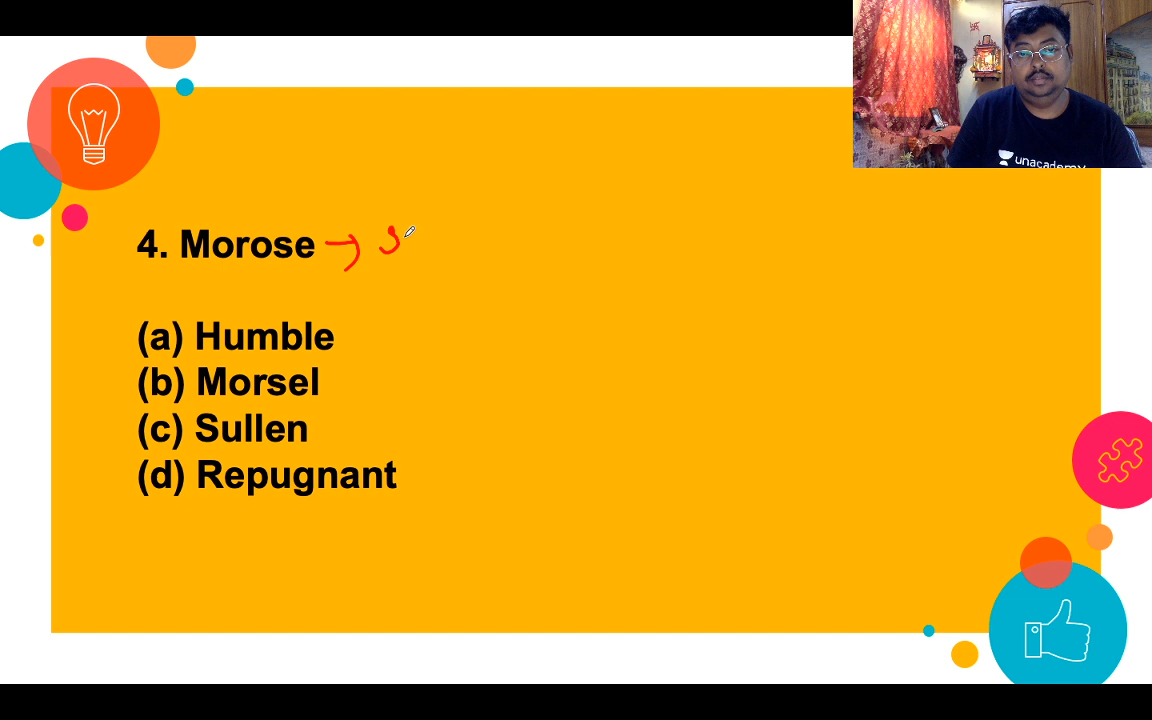 unacademy
4. Morose →
(a) Humble
(b) Morsel
(c) Sullen
(d) Repugnant